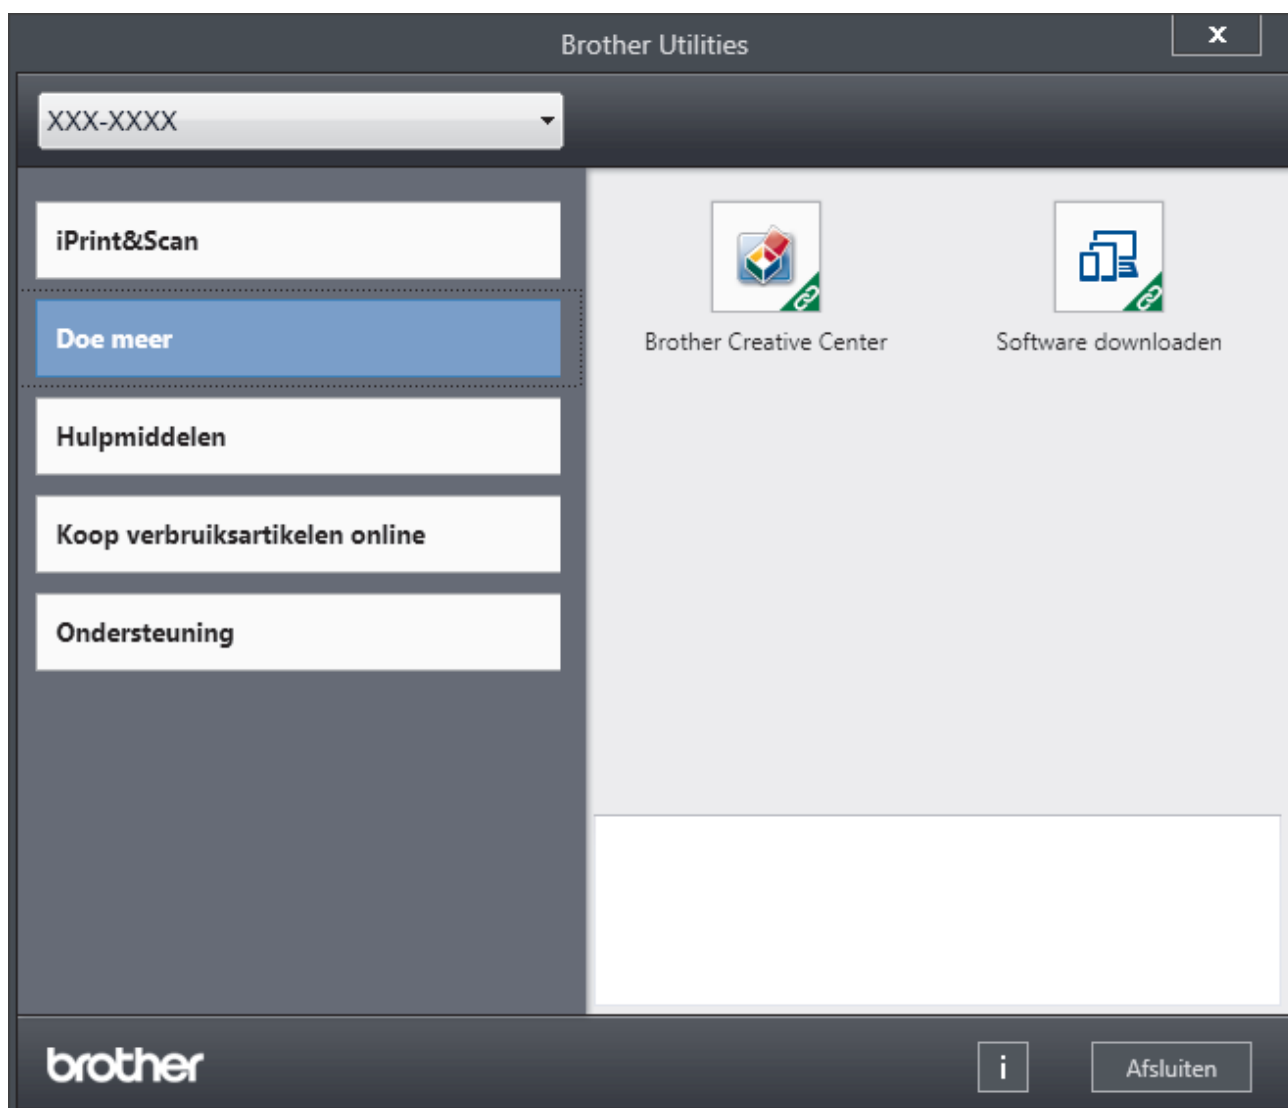 Brother Utilities
x
XXX-XXXX
iPrint&Scan
Doe meer
Hulpmiddelen
Koop verbruiksartikelen online
Ondersteuning
Brother Creative Center
Software downloaden
brother
i
Afsluiten